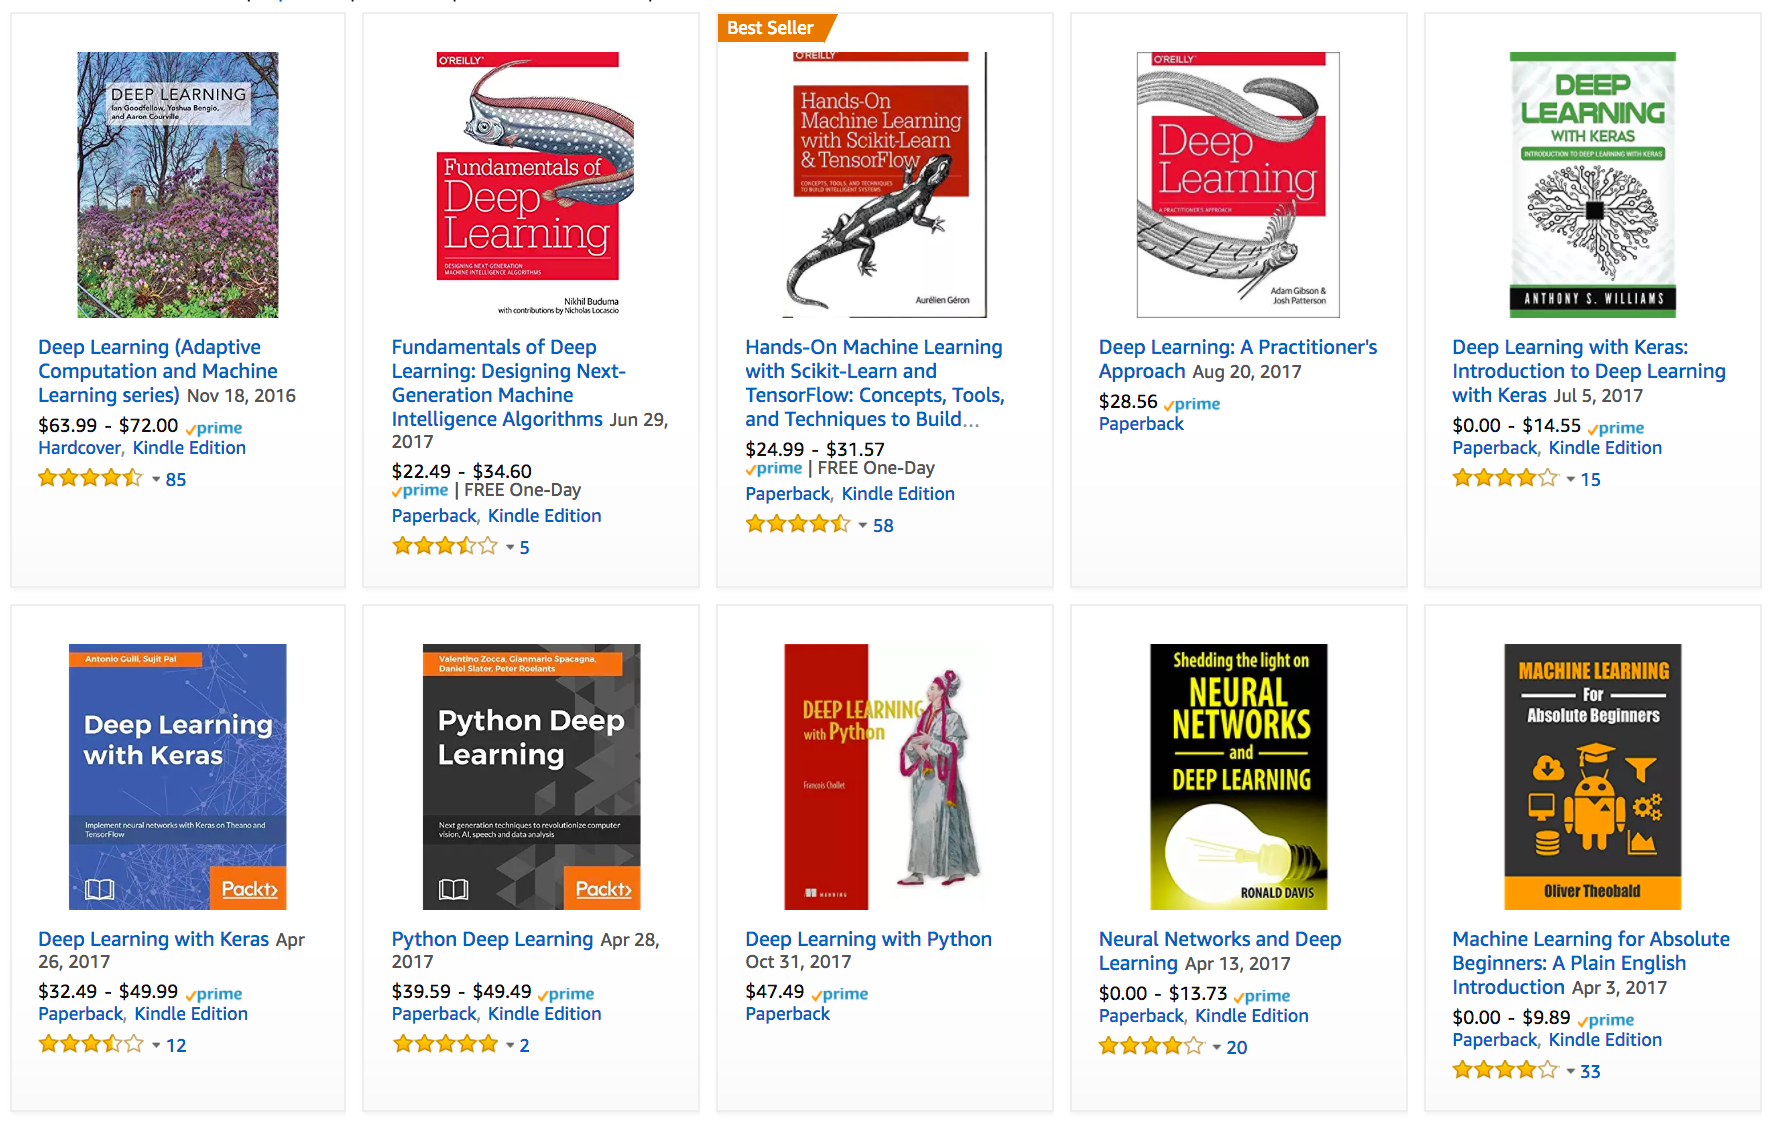 Best Seller
DEEP LEARNING
Ian Goodfellow, Yoshua Bengio,
and Aaron Courville
Deep Learning (Adaptive
Computation and Machine
Learning series) Nov 18, 2016
$63.99 - $72.00 prime
Hardcover, Kindle Edition
85
O'REILLY
Fundamentals of
Deep
Learning
DESIGNING NEXT-GENERATION
MACHINE INTELLIGENCE ALGORITHMS
Nikhil Buduma
with contributions by Nicholas Locascio
Fundamentals of Deep
Learning: Designing Next-
Generation Machine
Intelligence Algorithms Jun 29,
2017
$22.49 - $34.60
prime | FREE One-Day
Paperback, Kindle Edition
5
O'REILLY
Hands-On
Machine Learning
with Scikit-Learn
& TensorFlow
CONCEPTS, TOOLS, AND TECHNIQUES
TO BUILD INTELLIGENT SYSTEMS
Aurélien Géron
Hands-On Machine Learning
with Scikit-Learn and
TensorFlow: Concepts, Tools,
and Techniques to Build...
$24.99 - $31.57
prime | FREE One-Day
Paperback, Kindle Edition
58
O'REILLY
Deep
Learning
A PRACTITIONER'S APPROACH
Adam Gibson &
Josh Patterson
Deep Learning: A Practitioner's
Approach Aug 20, 2017
$28.56 prime
Paperback
DEEP
LEARNING
WITH KERAS
INTRODUCTION TO DEEP LEARNING WITH KERAS
ANTHONY S. WILLIAMS
Deep Learning with Keras:
Introduction to Deep Learning
with Keras Jul 5, 2017
$0.00 - $14.55 prime
Paperback, Kindle Edition
15
Antonio Gulli, Sujit Pal
Deep Learning
with Keras
Implement neural networks with Keras on Theano and
TensorFlow
Packt>
Deep Learning with Keras Apr
26, 2017
$32.49 - $49.99 prime
Paperback, Kindle Edition
12
Valentino Zocca, Gianmario Spacagna,
Daniel Slater, Peter Roelants
Python Deep
Learning
Next generation techniques to revolutionize computer
vision, AI, speech and data analysis
Packt>
Python Deep Learning Apr 28,
2017
$39.59 - $49.49 prime
Paperback, Kindle Edition
2
DEEP LEARNING
with Python
François Chollet
MANNING
Deep Learning with Python
Oct 31, 2017
$47.49 prime
Paperback
Shedding the light on
NEURAL
NETWORKS
and
DEEP LEARNING
RONALD DAVIS
Neural Networks and Deep
Learning Apr 13, 2017
$0.00 - $13.73 prime
Paperback, Kindle Edition
20
MACHINE LEARNING
For
Absolute Beginners
Oliver Theobald
Machine Learning for Absolute
Beginners: A Plain English
Introduction Apr 3, 2017
$0.00 - $9.89 prime
Paperback, Kindle Edition
33